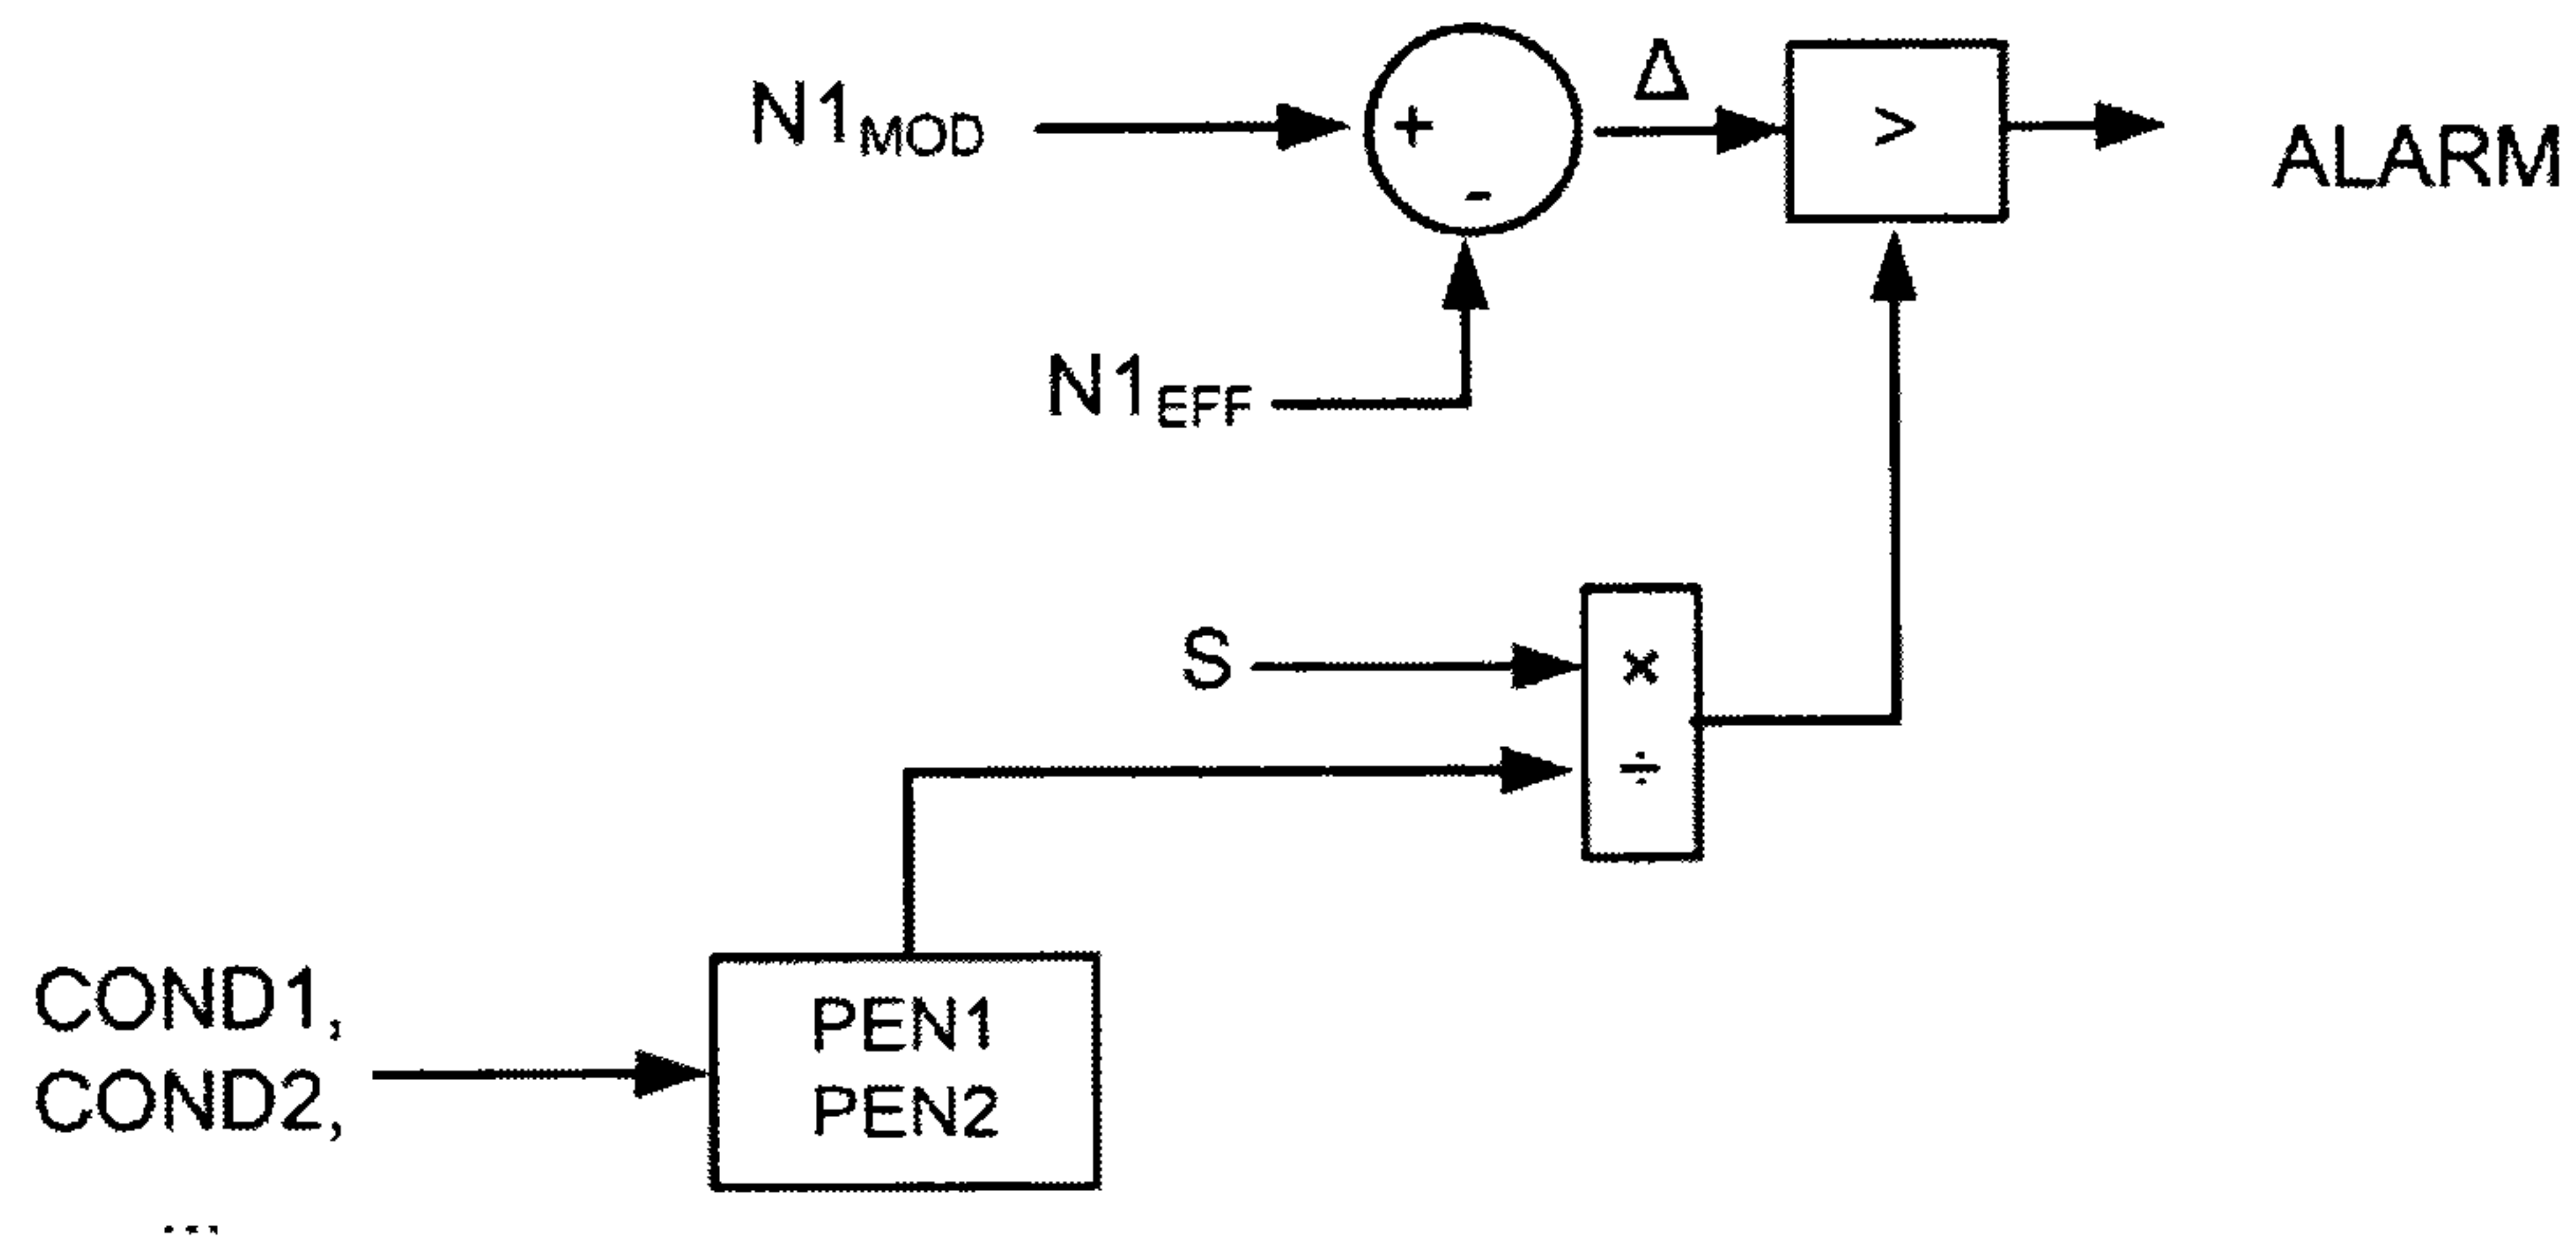 N1MOD
+
-
Δ
>
ALARM
N1EFF
S
×
÷
COND1,
COND2,
...
PEN1
PEN2